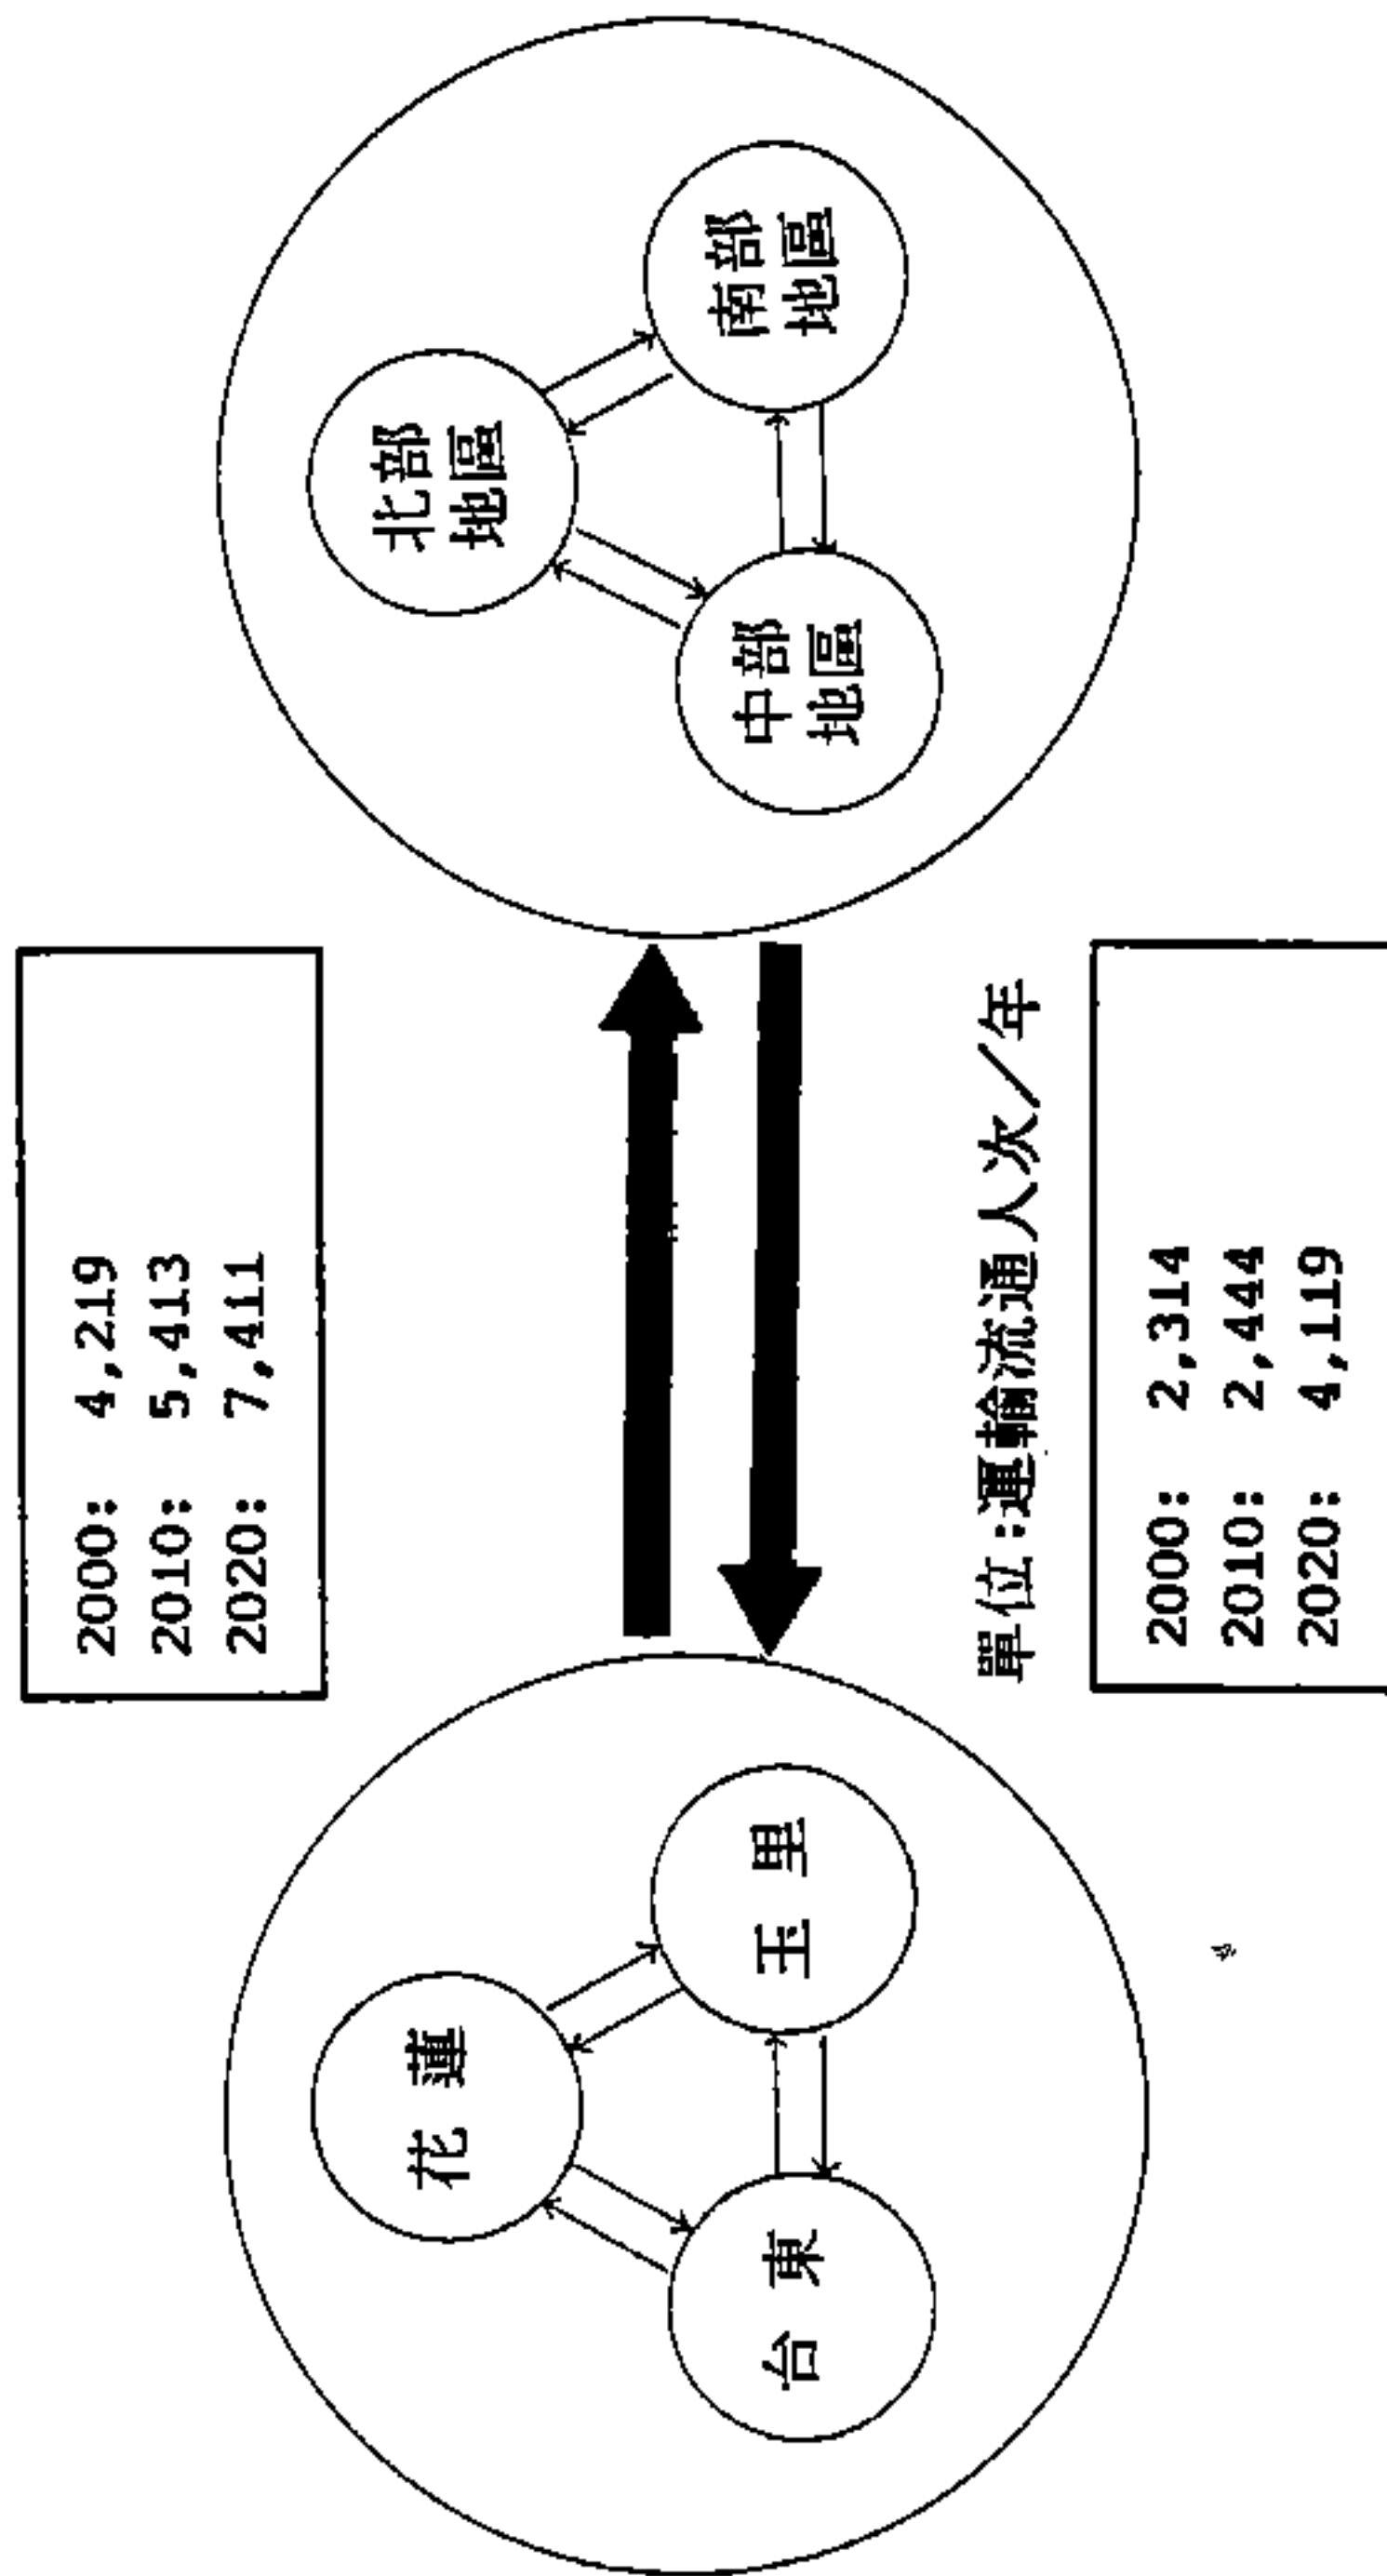 2000: 4,219
2010: 5,413
2020: 7,411
花蓮
台東
玉里
北部
地區
中部
地區
南部
地區
單位:運輸流通人次/年
2000: 2,314
2010: 2,444
2020: 4,119